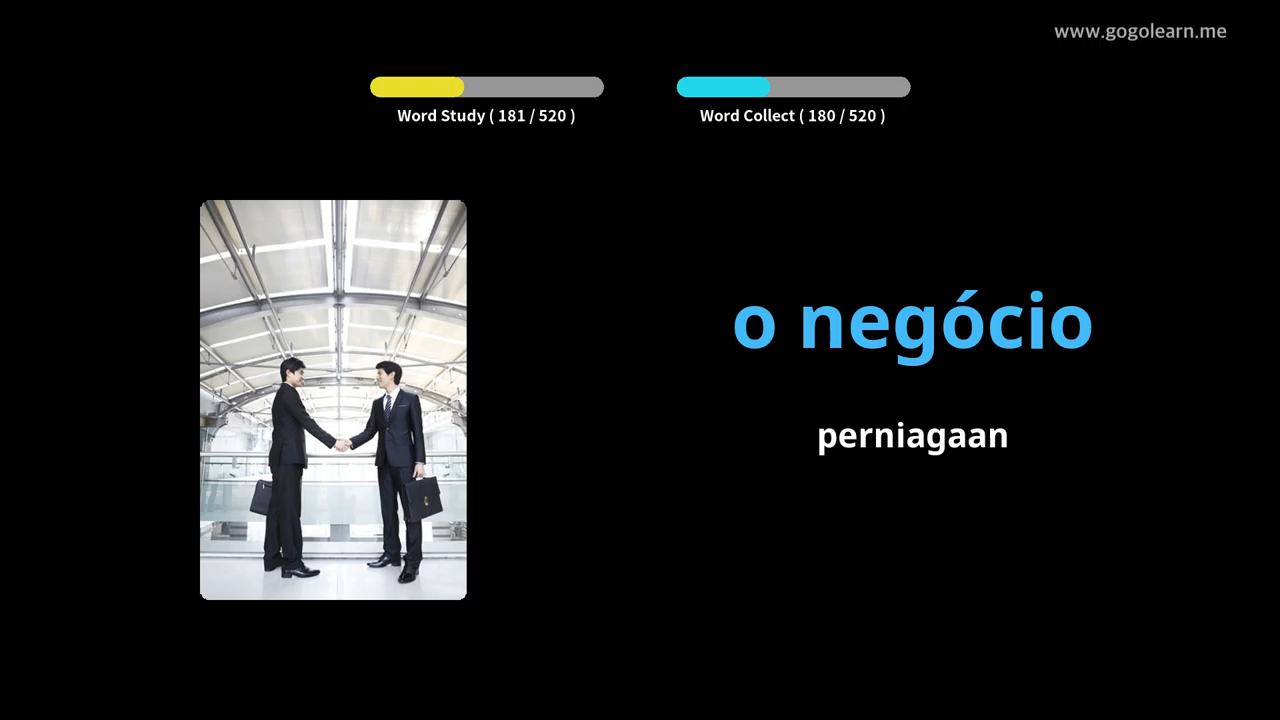 www.gogolearn.me
Word Study ( 181 / 520 )
Word Collect ( 180 / 520 )
o negócio
perniagaan